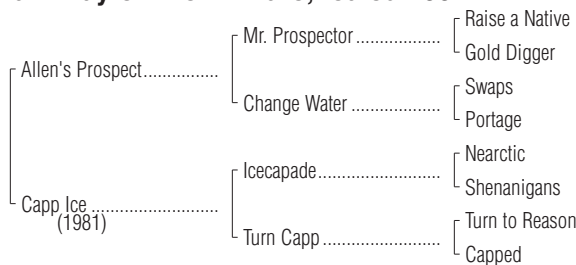 Raise a Native
Mr. Prospector..................
Gold Digger
Allen's Prospect...............
Swaps
Change Water ....................
Portage
Nearctic
Icecapade.........................
Shenanigans
Capp Ice .........................
(1981)
Turn to Reason
Turn Capp........................
Capped